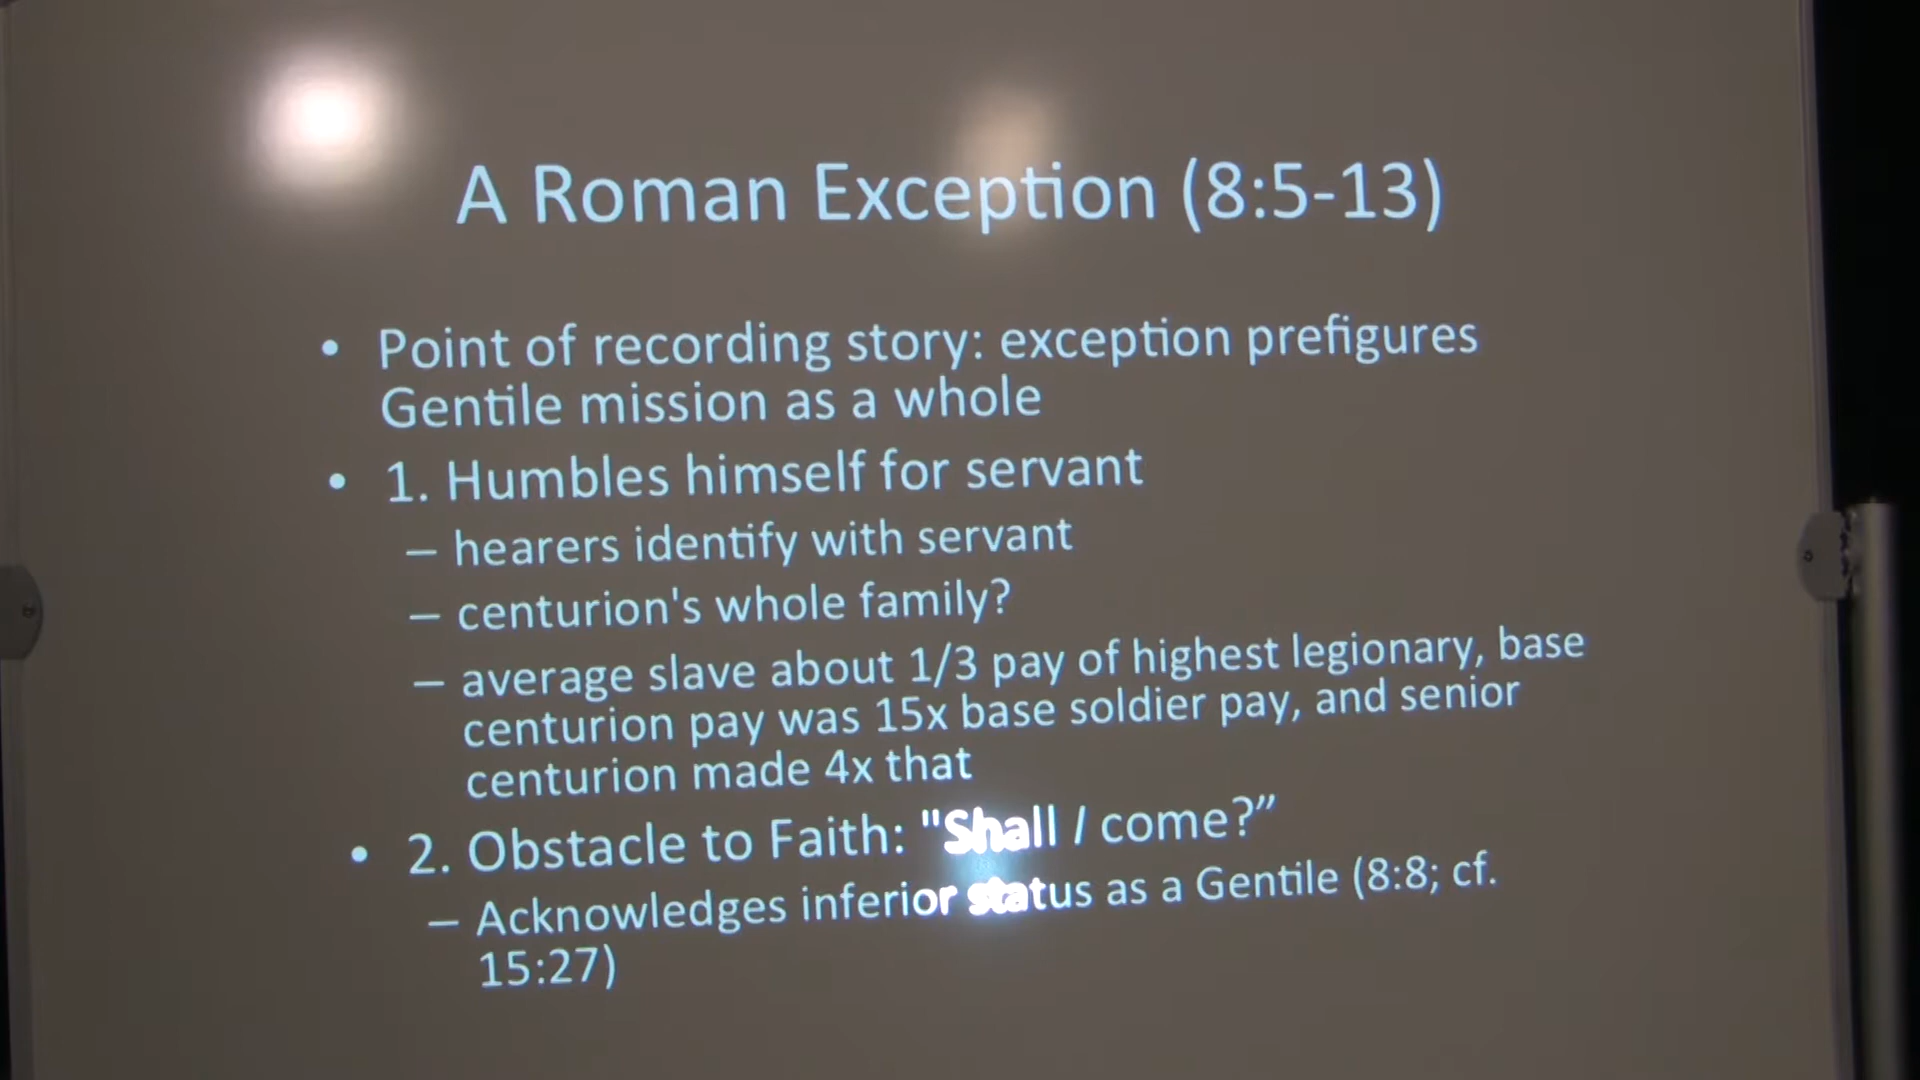 A Roman Exception (8:5-13)
• Point of recording story: exception prefigures
Gentile mission as a whole
• 1. Humbles himself for servant
– hearers identify with servant
– centurion's whole family?
– average slave about 1/3 pay of highest legionary, base
centurion pay was 15x base soldier pay, and senior
centurion made 4x that
• 2. Obstacle to Faith: "Shall I come?”
– Acknowledges inferior status as a Gentile (8:8; cf.
15:27)